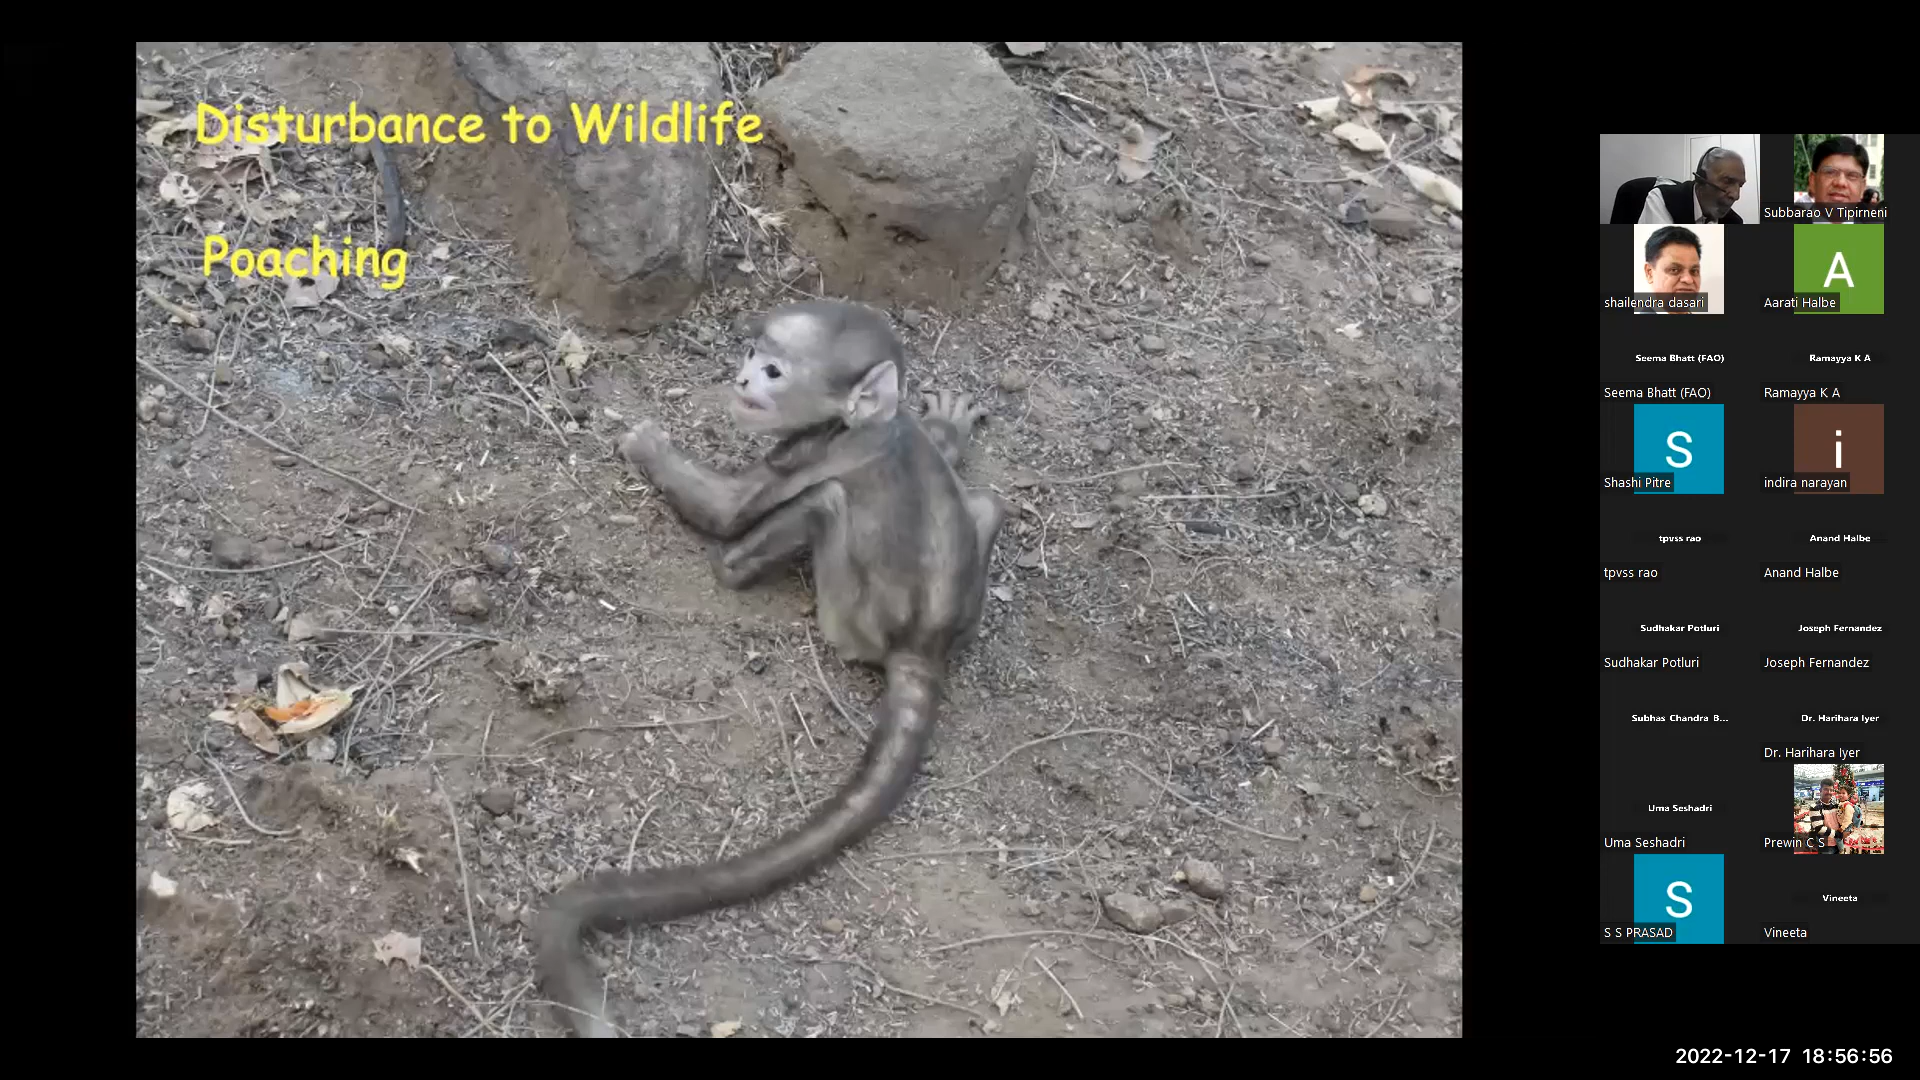 Disturbance to Wildlife
Poaching
Subbarao V Tipirneni
shailendra dasari
A
Aarati Halbe
Seema Bhatt (FAO)
Seema Bhatt (FAO)
Ramayya K A
Ramayya K A
S
Shashi Pitre
i
indira narayan
tpvss rao
tpvss rao
Anand Halbe
Anand Halbe
Sudhakar Potluri
Sudhakar Potluri
Joseph Fernandez
Joseph Fernandez
Subhas Chandra B...
Dr. Harihara Iyer
Dr. Harihara Iyer
Uma Seshadri
Uma Seshadri
Prewin C S
S
S S PRASAD
Vineeta
Vineeta
2022-12-17 18:56:56